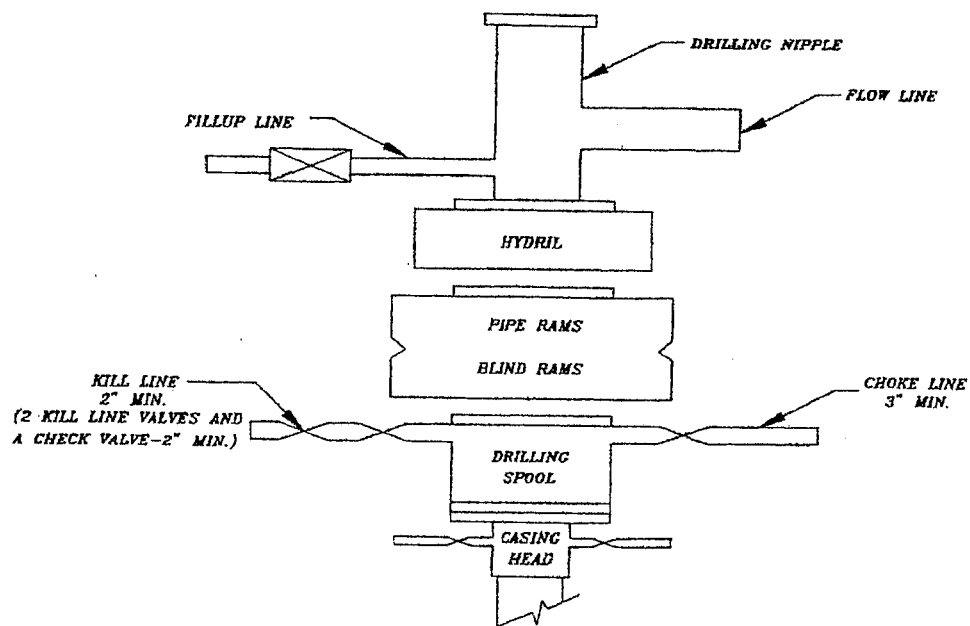 DRILLING NIPPLE
FLOW LINE
FILLUP LINE
HYDRIL
PIPE RAMS
BLIND RAMS
KILL LINE
2" MIN.
(2 KILL LINE VALVES AND
A CHECK VALVE-2" MIN.)
CHOKE LINE
3" MIN.
DRILLING
SPOOL
CASING
HEAD